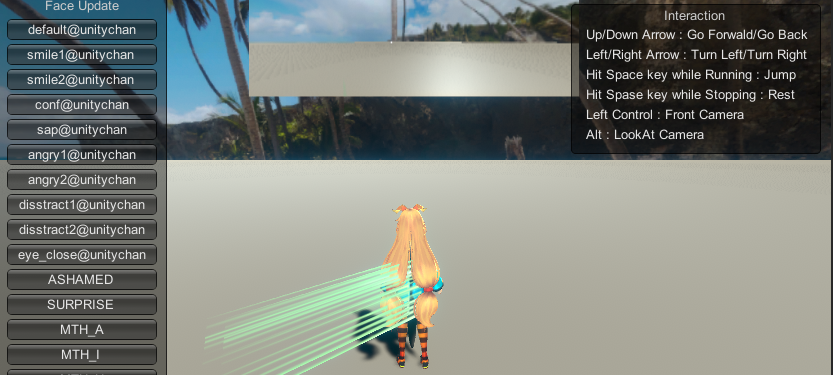 Face Update
default@unitychan
smile1@unitychan
smile2@unitychan
conf@unitychan
sap@unitychan
angry1@unitychan
angry2@unitychan
disstract1@unitychan
disstract2@unitychan
eye_close@unitychan
ASHAMED
SURPRISE
MTH_A
MTH_I
Interaction
Up/Down Arrow : Go Forwald/Go Back
Left/Right Arrow : Turn Left/Turn Right
Hit Space key while Running : Jump
Hit Spase key while Stopping : Rest
Left Control : Front Camera
Alt : LookAt Camera